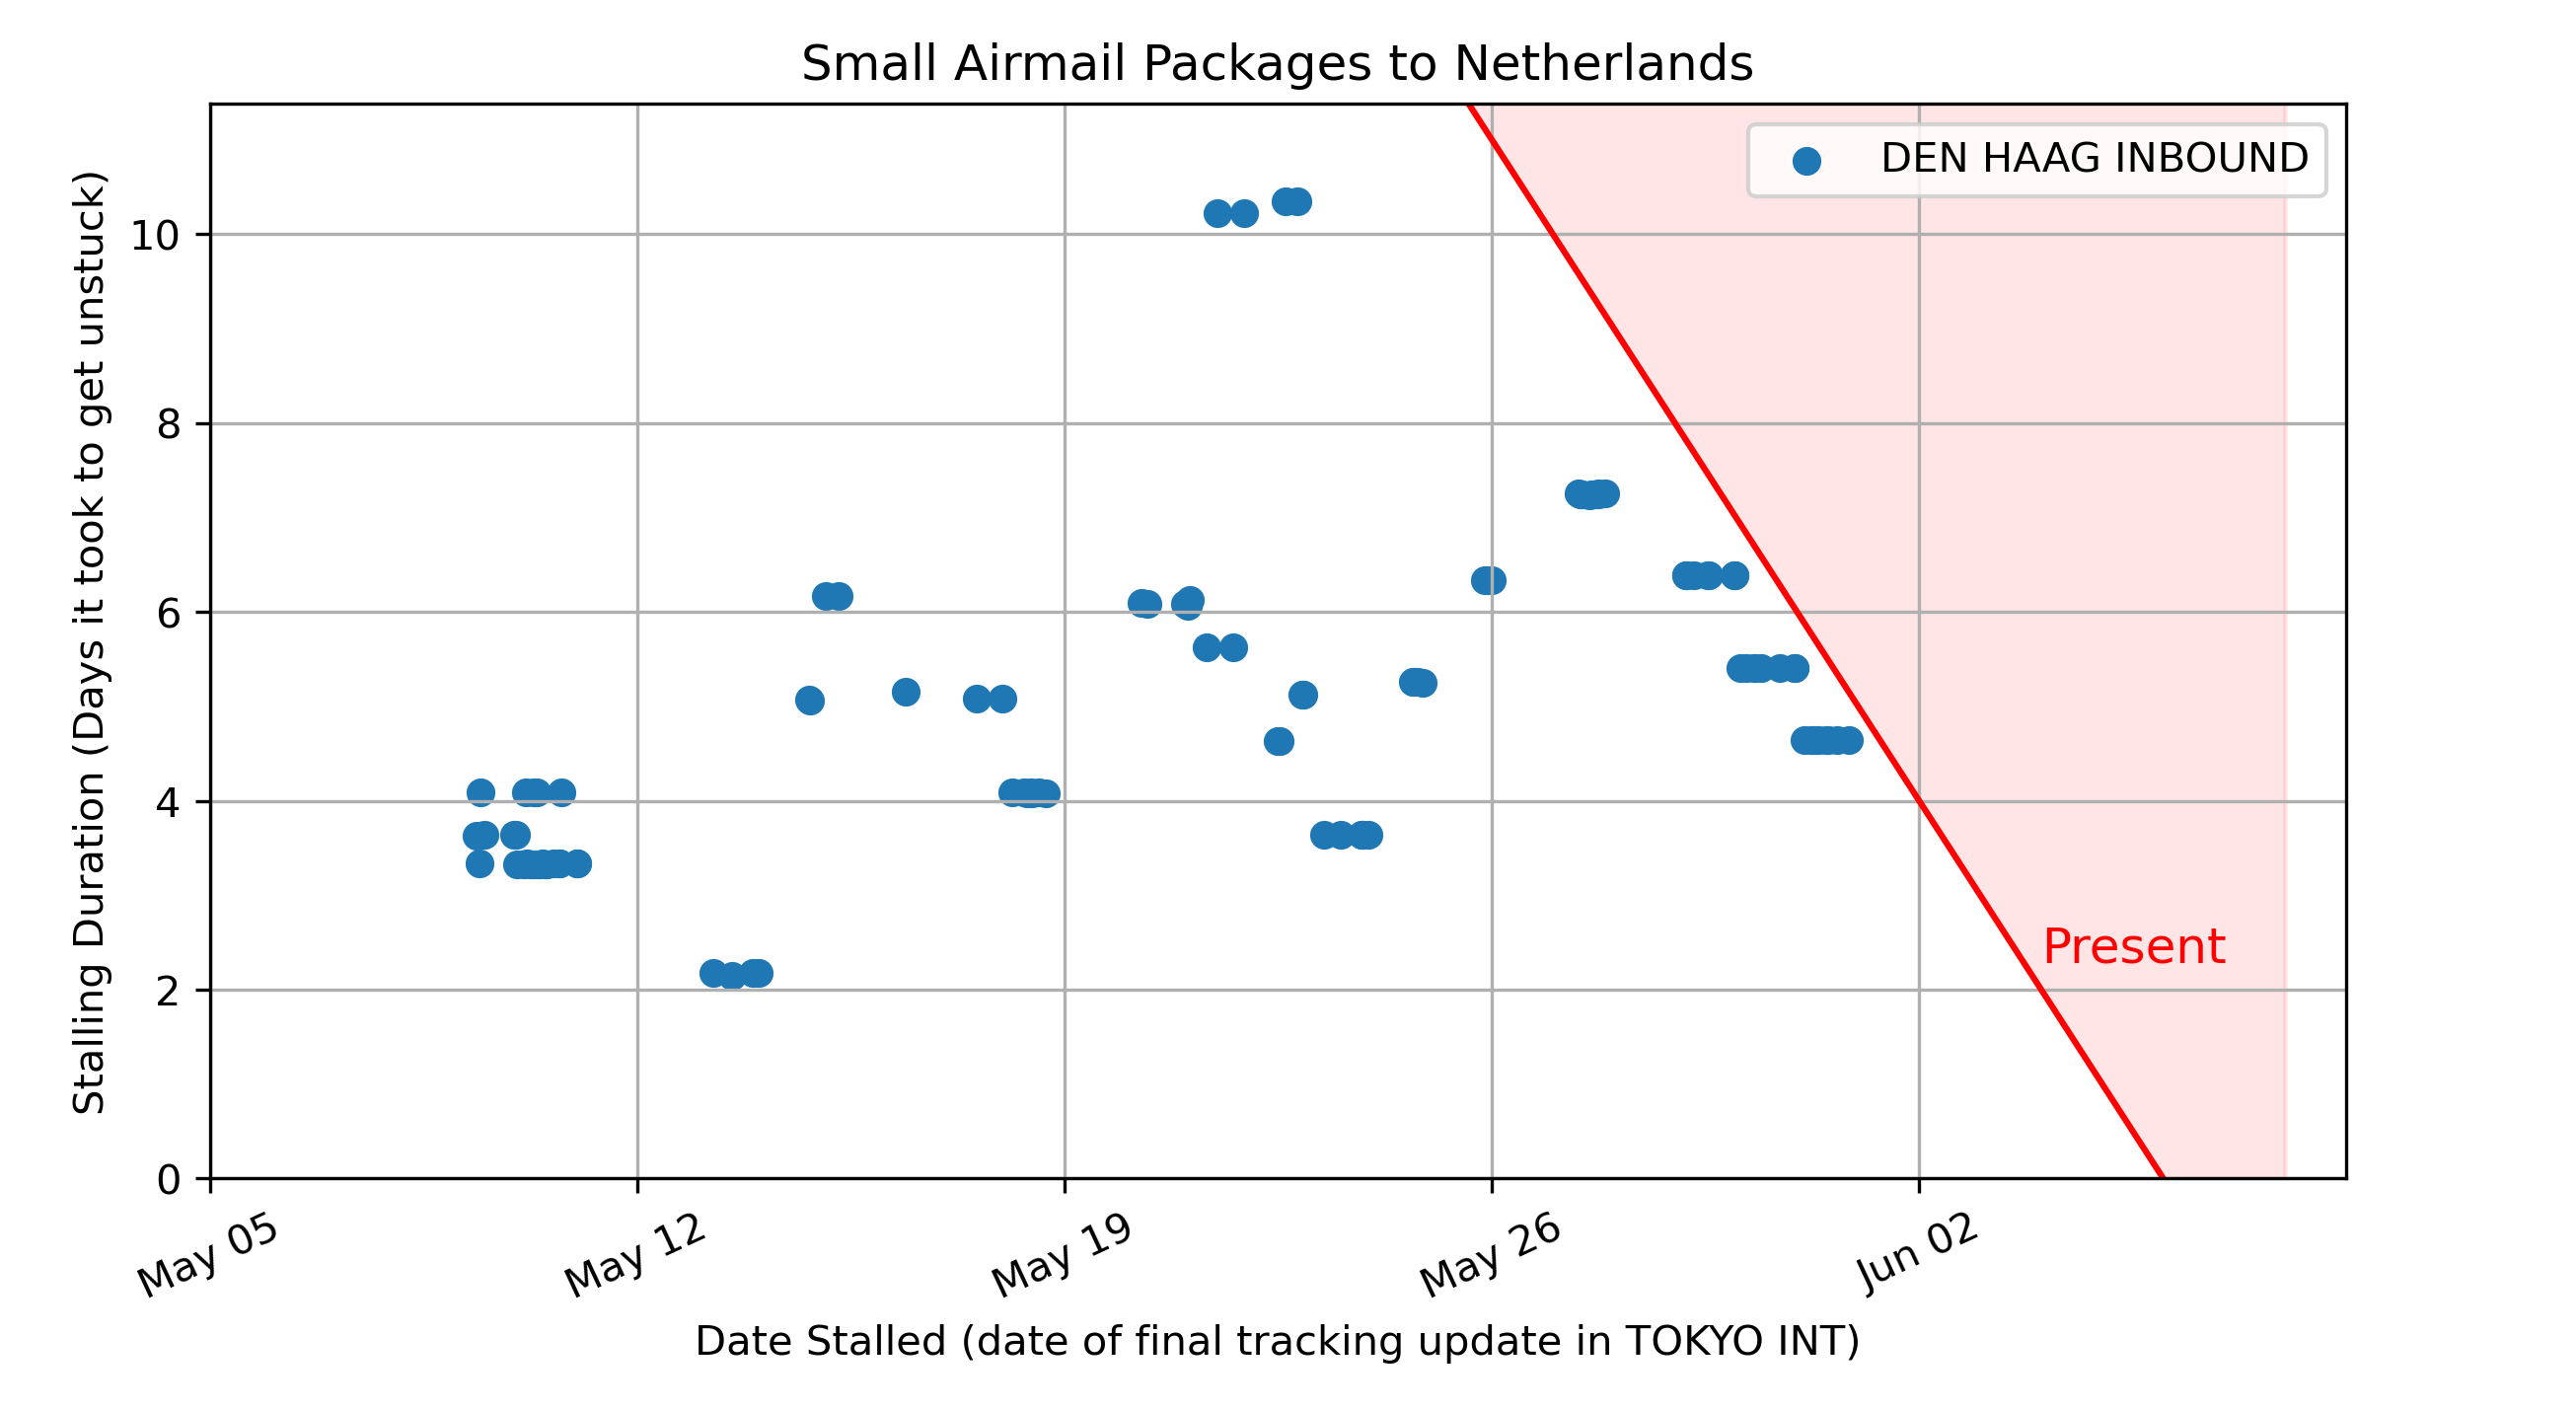 Small Airmail Packages to Netherlands
DEN HAAG INBOUND
Stalling Duration (Days it took to get unstuck)
10
8
6
4
2
0
Present
May 05
May 12
May 19
May 26
Jun 02
Date Stalled (date of final tracking update in TOKYO INT)